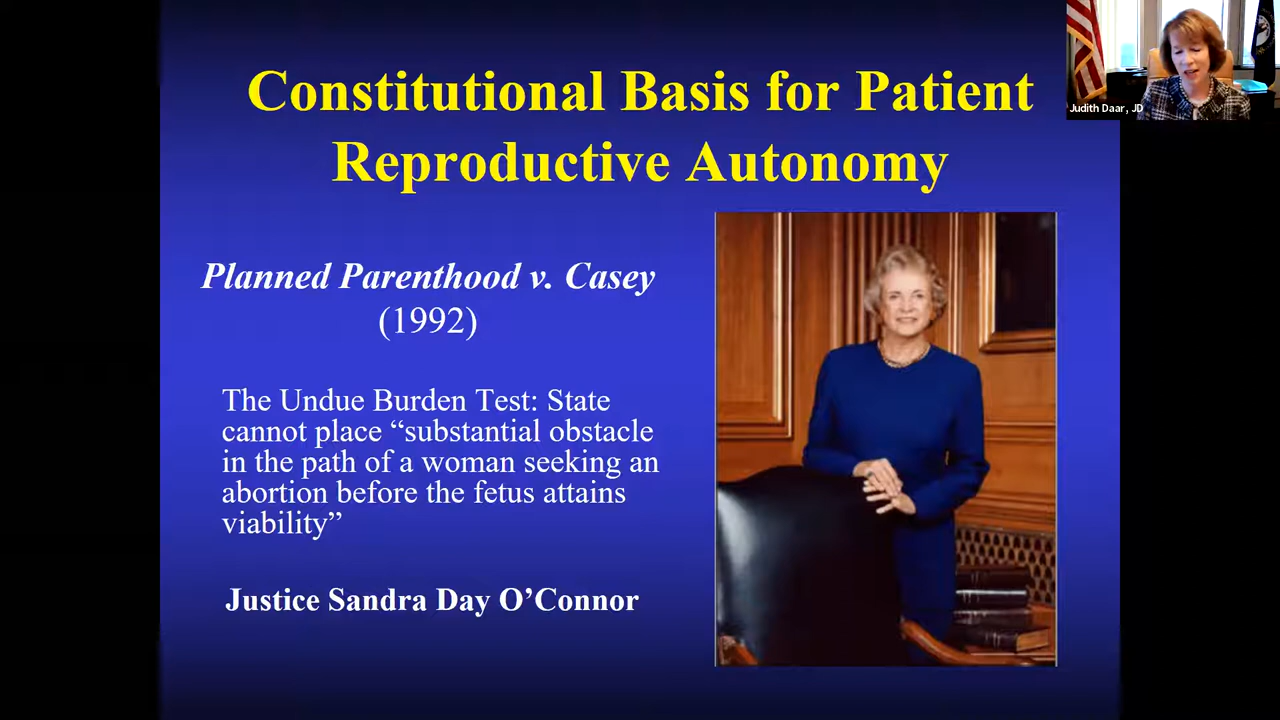 Constitutional Basis for Patient
Reproductive Autonomy
Judith Daar, JD
Planned Parenthood v. Casey
(1992)
The Undue Burden Test: State
cannot place “substantial obstacle
in the path of a woman seeking an
abortion before the fetus attains
viability”
Justice Sandra Day O’Connor